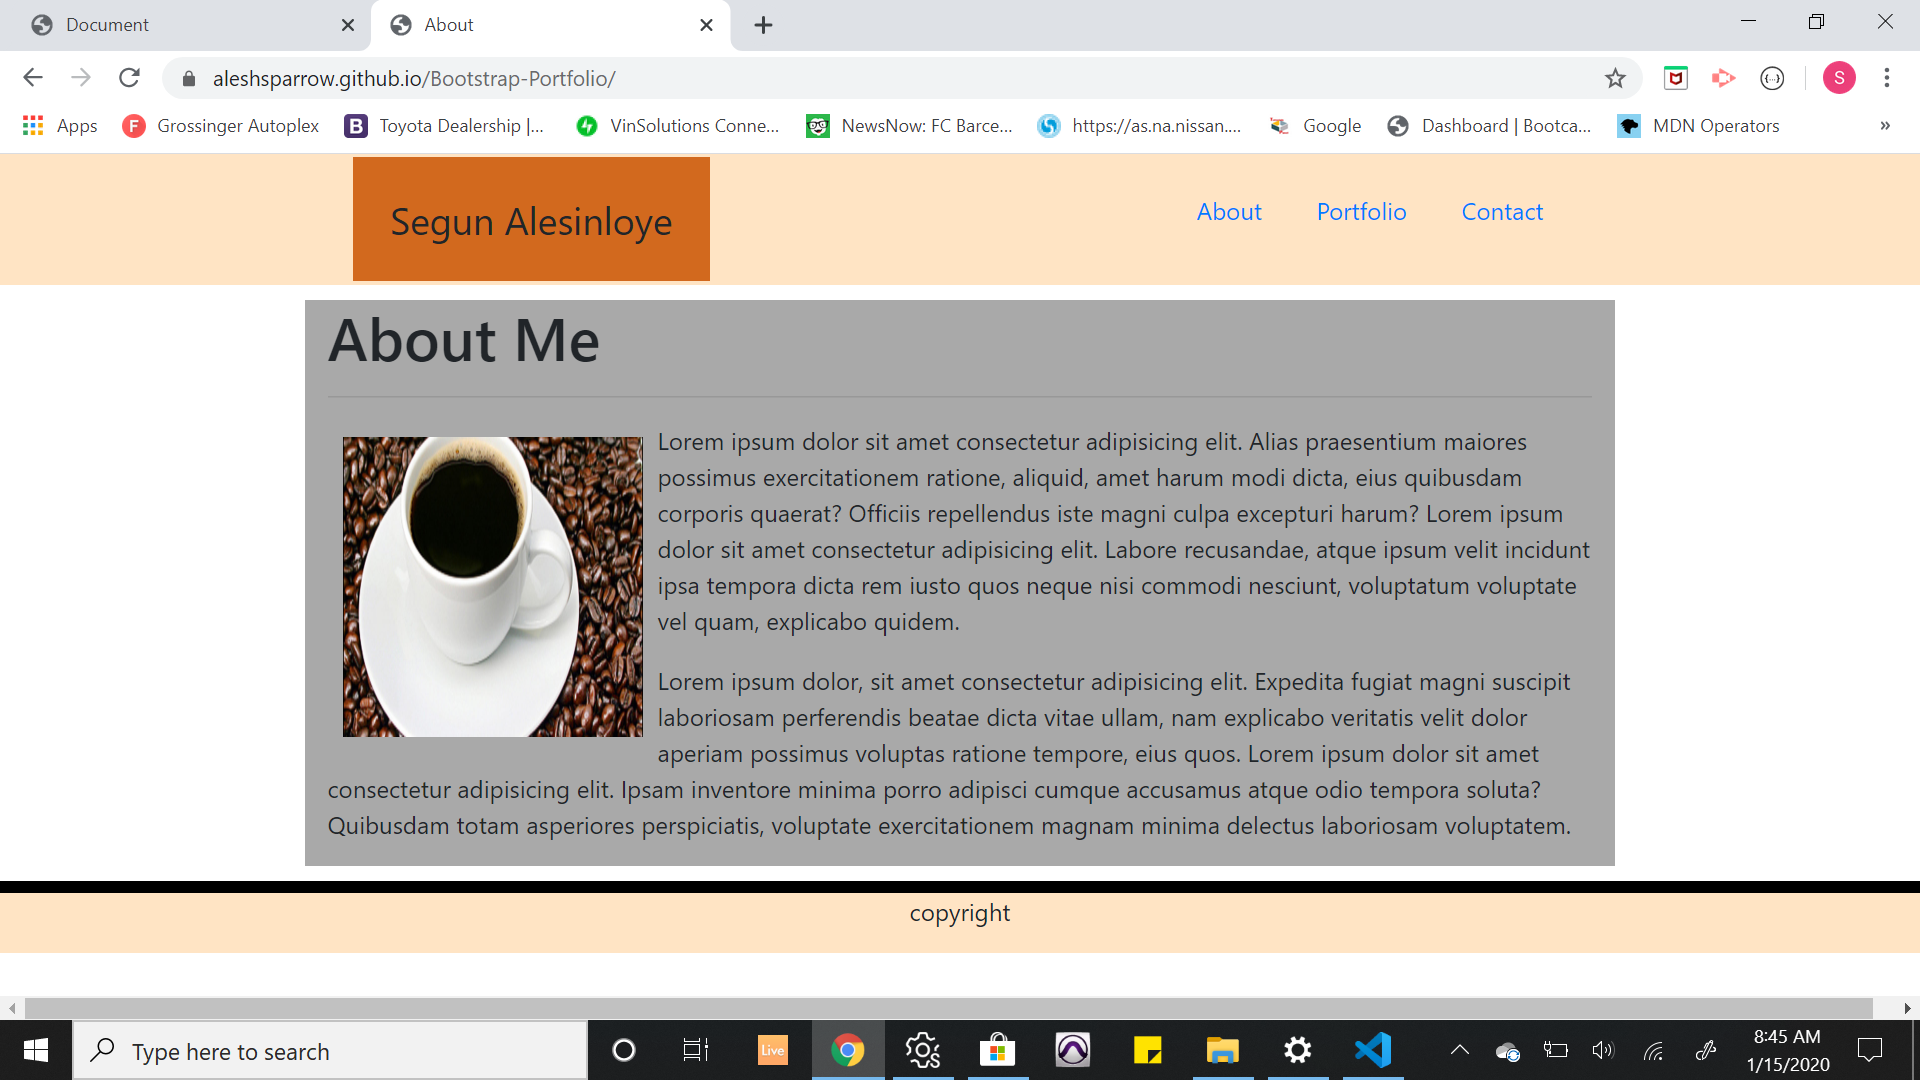 Document
About
aleshsparrow.github.io/Bootstrap-Portfolio/
S
Apps
Grossinger Autoplex
Toyota Dealership |...
VinSolutions Conne...
NewsNow: FC Barce...
https://as.na.nissan....
Google
Dashboard | Bootca...
MDN Operators
»
Segun Alesinloye
About
Portfolio
Contact
About Me
Lorem ipsum dolor sit amet consectetur adipisicing elit. Alias praesentium maiores
possimus exercitationem ratione, aliquid, amet harum modi dicta, eius quibusdam
corporis quaerat? Officiis repellendus iste magni culpa excepturi harum? Lorem ipsum
dolor sit amet consectetur adipisicing elit. Labore recusandae, atque ipsum velit incidunt
ipsa tempora dicta rem iusto quos neque nisi commodi nesciunt, voluptatum voluptate
vel quam, explicabo quidem.
Lorem ipsum dolor, sit amet consectetur adipisicing elit. Expedita fugiat magni suscipit
laboriosam perferendis beatae dicta vitae ullam, nam explicabo veritatis velit dolor
aperiam possimus voluptas ratione tempore, eius quos. Lorem ipsum dolor sit amet
consectetur adipisicing elit. Ipsam inventore minima porro adipisci cumque accusamus atque odio tempora soluta?
Quibusdam totam asperiores perspiciatis, voluptate exercitationem magnam minima delectus laboriosam voluptatem.
copyright
Type here to search
Live
8:45 AM
1/15/2020